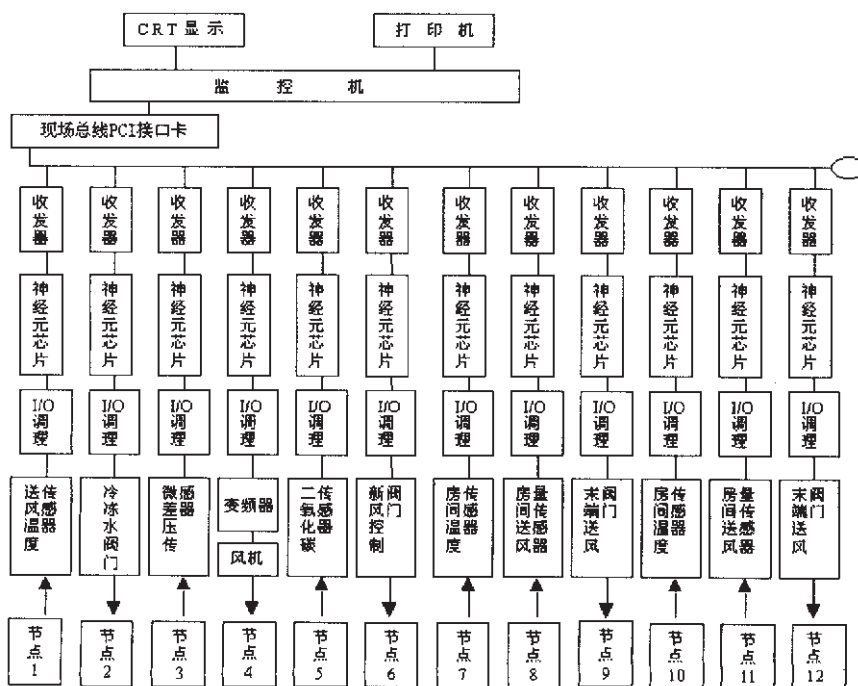 CRT显示
打印机
监控机
现场总线PCI接口卡
收发器
收发器
收发器
收发器
收发器
收发器
收发器
收发器
收发器
收发器
收发器
收发器
神经元芯片
神经元芯片
神经元芯片
神经元芯片
神经元芯片
神经元芯片
神经元芯片
神经元芯片
神经元芯片
神经元芯片
神经元芯片
神经元芯片
I/O调理
I/O调理
I/O调理
I/O调理
I/O调理
I/O调理
I/O调理
I/O调理
I/O调理
I/O调理
I/O调理
I/O调理
送风温度传感器
冷冻水阀门
微差压传感器
变频器
风机
二氧化碳传感器
新风控制阀门
房间温度传感器
房间送风量传感器
末端送风阀门
房间温度传感器
房间送风量传感器
末端送风阀门
节点1
节点2
节点3
节点4
节点5
节点6
节点7
节点8
节点9
节点10
节点11
节点12